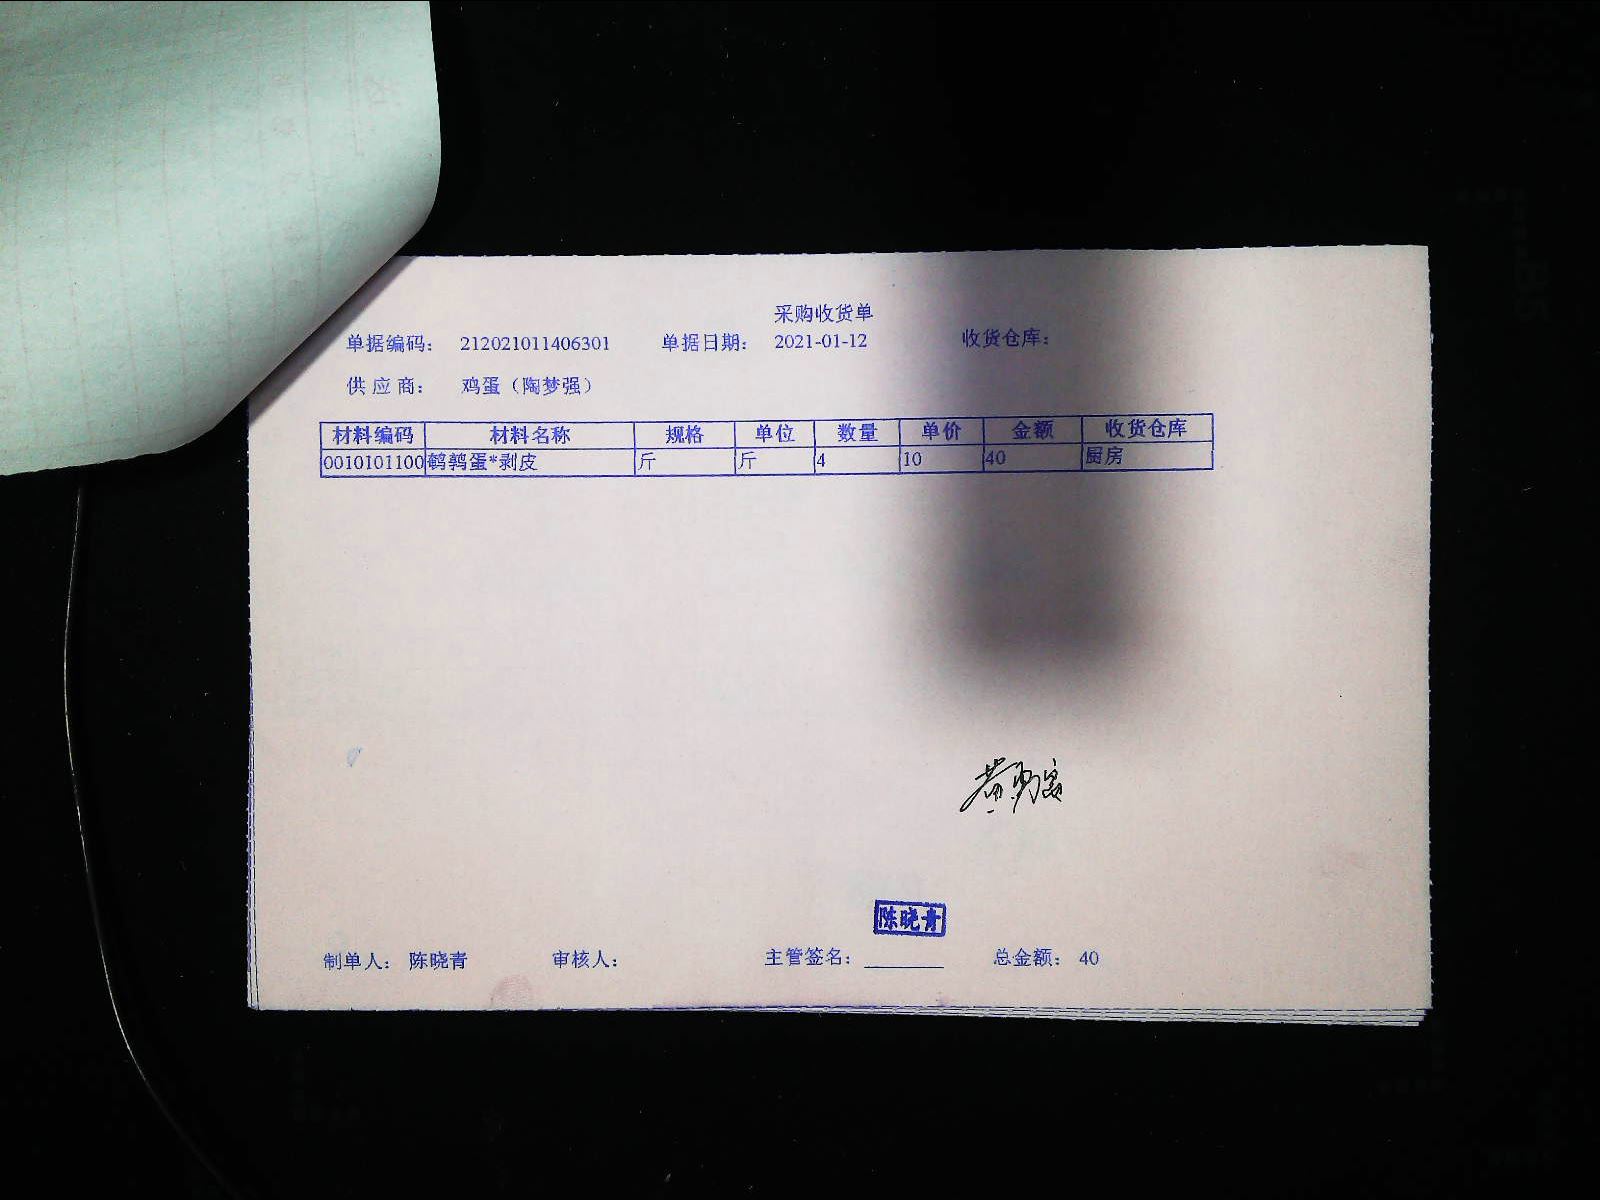 采购收货单
单据编码： 212021011406301 单据日期： 2021-01-12 收货仓库：
供应商： 鸡蛋（陶梦强）
材料编码 材料名称 规格 单位 数量 单价 金额 收货仓库
0010101100 鹌鹑蛋*剥皮 斤 斤 4 10 40 厨房
陈晓青
制单人： 陈晓青 审核人： 主管签名： 总金额： 40